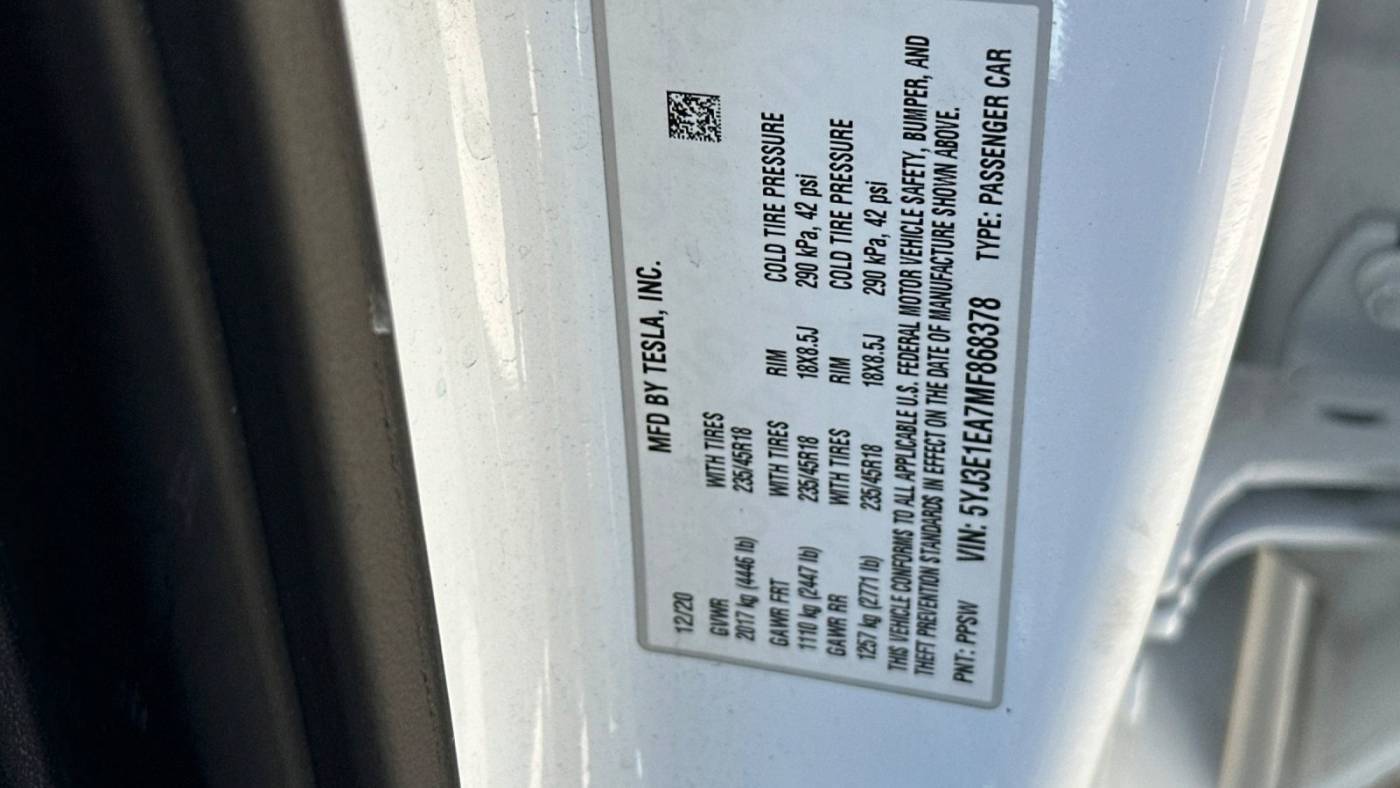 MFD BY TESLA, INC.
12/20
GVWR WITH TIRES
2017 kg (4446 lb) 235/45R18
GAWR FRT WITH TIRES RIM COLD TIRE PRESSURE
1110 kg (2447 lb) 235/45R18 18X8.5J 290 kPa, 42 psi
GAWR RR WITH TIRES RIM COLD TIRE PRESSURE
1257 kg (2771 lb) 235/45R18 18X8.5J 290 kPa, 42 psi
THIS VEHICLE CONFORMS TO ALL APPLICABLE U.S. FEDERAL MOTOR VEHICLE SAFETY, BUMPER, AND
THEFT PREVENTION STANDARDS IN EFFECT ON THE DATE OF MANUFACTURE SHOWN ABOVE.
PNT: PPSW VIN: 5YJ3E1EA7MF868378 TYPE: PASSENGER CAR